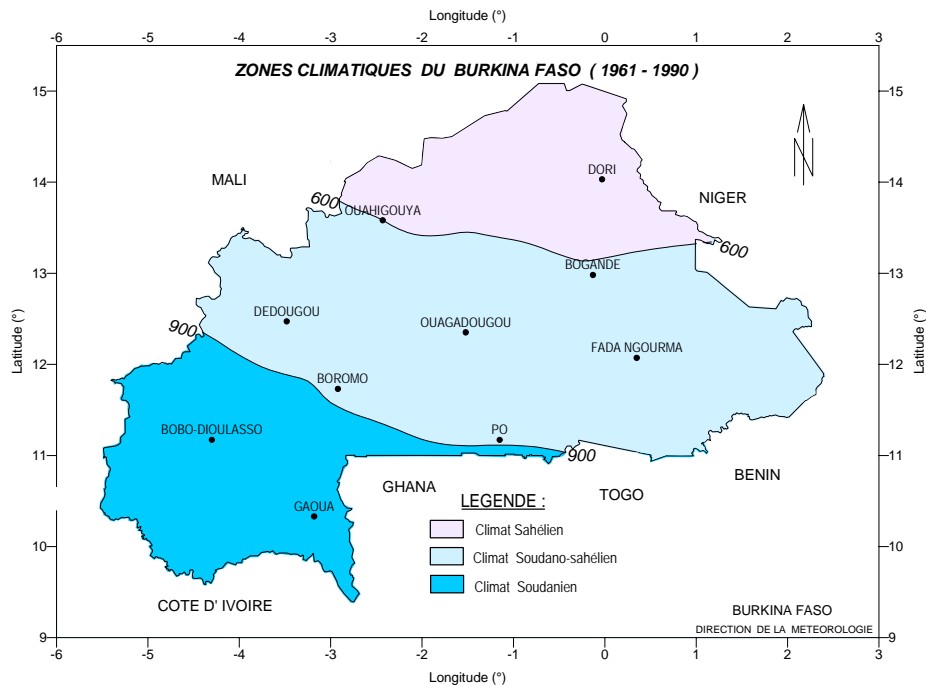 Longitude (°)
-6 -5 -4 -3 -2 -1 0 1 2 3
ZONES CLIMATIQUES DU BURKINA FASO ( 1961 - 1990 )
15 15
14 14
13 13
12 12
11 11
10 10
9 9
Latitude (°)
Latitude (°)
N
MALI
DORI
NIGER
600
OUAHIGOUYA
600
BOGANDE
DEDOUGOU
OUAGADOUGOU
900
FADA NGOURMA
BOROMO
BOBO-DIOULASSO
PO
900
BENIN
GHANA
TOGO
GAOUA
LEGENDE :
Climat Sahélien
Climat Soudano-sahélien
Climat Soudanien
COTE D' IVOIRE
BURKINA FASO
DIRECTION DE LA METEOROLOGIE
-6 -5 -4 -3 -2 -1 0 1 2 3
Longitude (°)